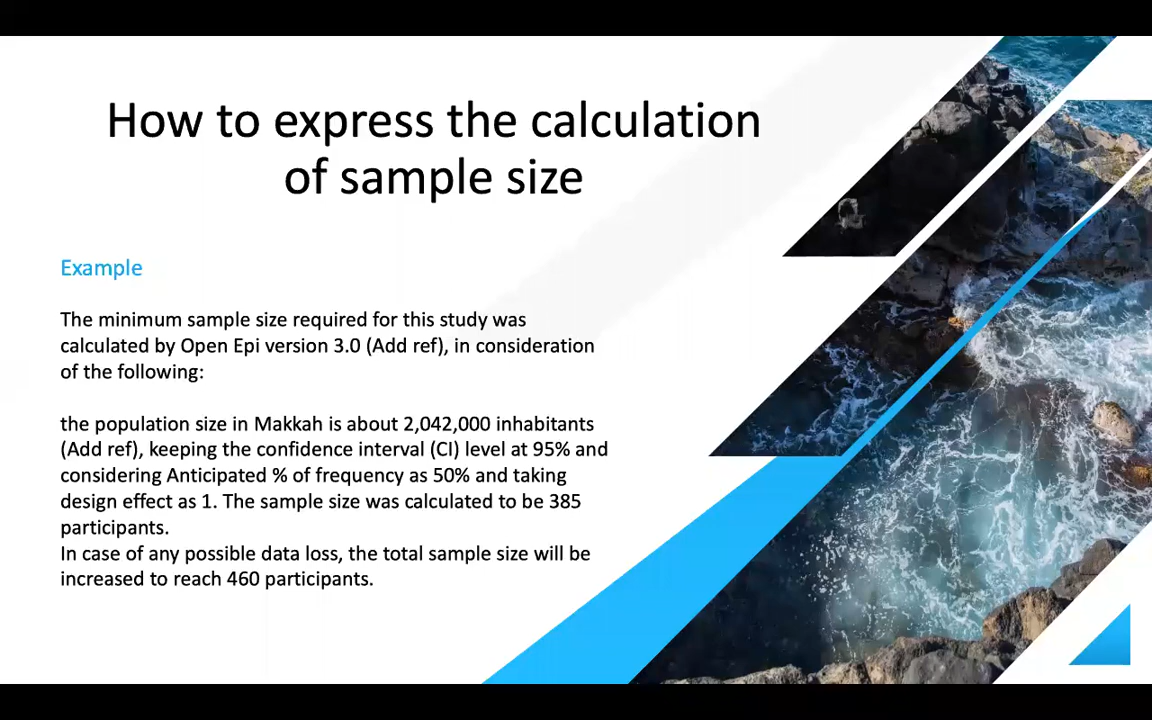 How to express the calculation
of sample size
Example
The minimum sample size required for this study was
calculated by Open Epi version 3.0 (Add ref), in consideration
of the following:
the population size in Makkah is about 2,042,000 inhabitants
(Add ref), keeping the confidence interval (CI) level at 95% and
considering Anticipated % of frequency as 50% and taking
design effect as 1. The sample size was calculated to be 385
participants.
In case of any possible data loss, the total sample size will be
increased to reach 460 participants.